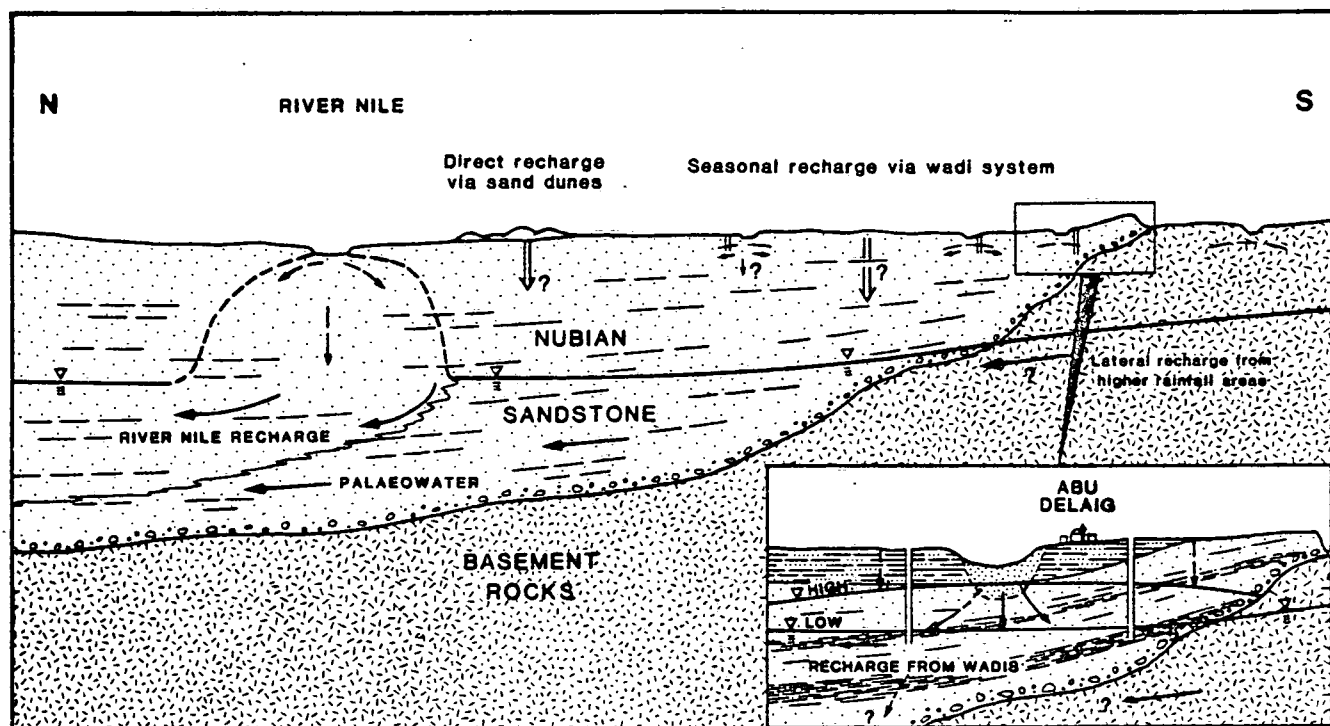 N
RIVER NILE
S
Direct recharge
via sand dunes
Seasonal recharge via wadi system
?
?
?
NUBIAN
SANDSTONE
Lateral recharge from
higher rainfall areas
?
RIVER NILE RECHARGE
PALAEOWATER
BASEMENT
ROCKS
ABU
DELAIG
HIGH
LOW
RECHARGE FROM WADIS
?
?